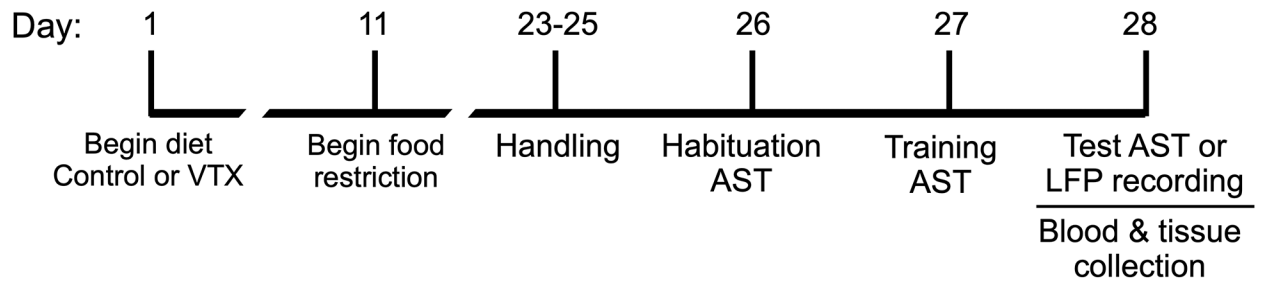 Day: 1 11 23-25 26 27 28
Begin diet
Control or VTX
Begin food
restriction
Handling
Habituation
AST
Training
AST
Test AST or
LFP recording
Blood & tissue
collection